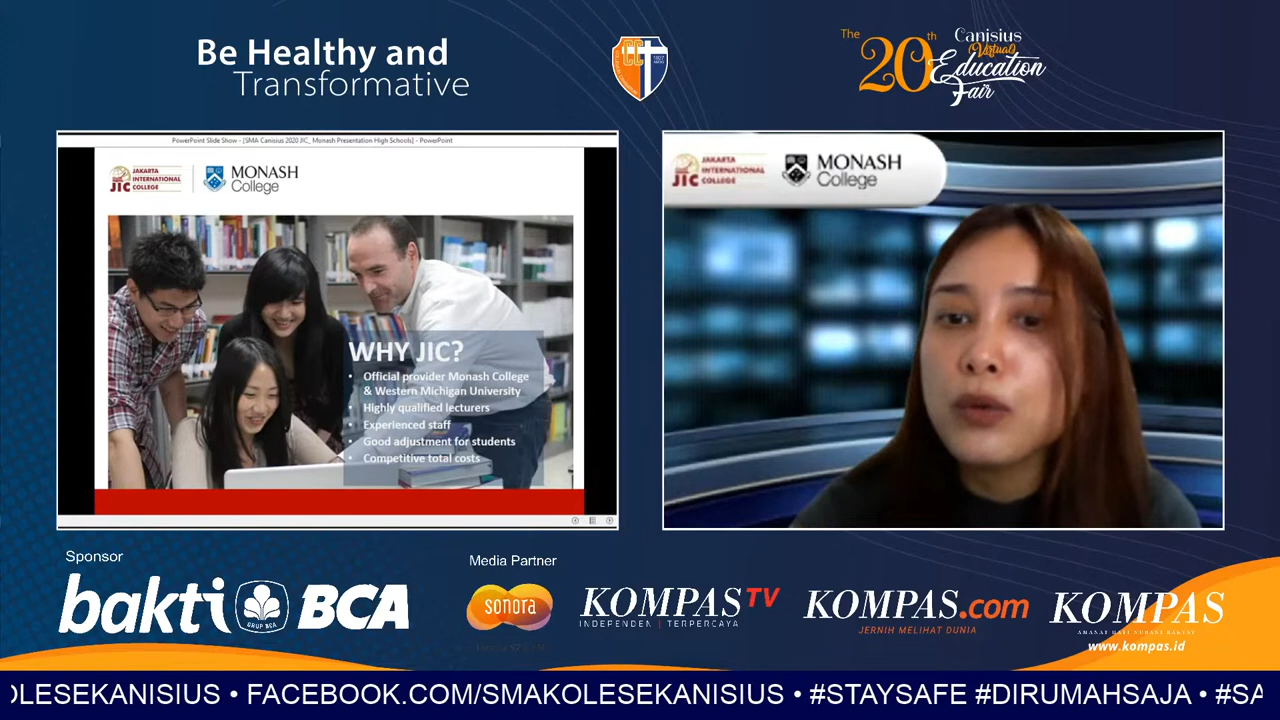 Be Healthy and
Transformative
CC
The 20th Canisius
(Virtual)
Education
Fair
PowerPoint Slide Show - [SMA Canisius 2020 JIC_ Monash Presentation High Schools] - PowerPoint
JIC JAKARTA
INTERNATIONAL
COLLEGE
MONASH
College
WHY JIC?
• Official provider Monash College
& Western Michigan University
• Highly qualified lecturers
• Experienced staff
• Good adjustment for students
• Competitive total costs
JIC JAKARTA
INTERNATIONAL
COLLEGE
MONASH
College
Sponsor
bakti BCA
GRUP BCA
Media Partner
sonora
KOMPAS TV
INDEPENDEN | TERPERCAYA
KOMPAS.com
JERNIH MELIHAT DUNIA
KOMPAS
AMANAT HATI NURANI RAKYAT
www.kompas.id
OLESEKANISIUS • FACEBOOK.COM/SMAKOLESEKANISIUS • #STAYSAFE #DIRUMAHSAJA • #SA